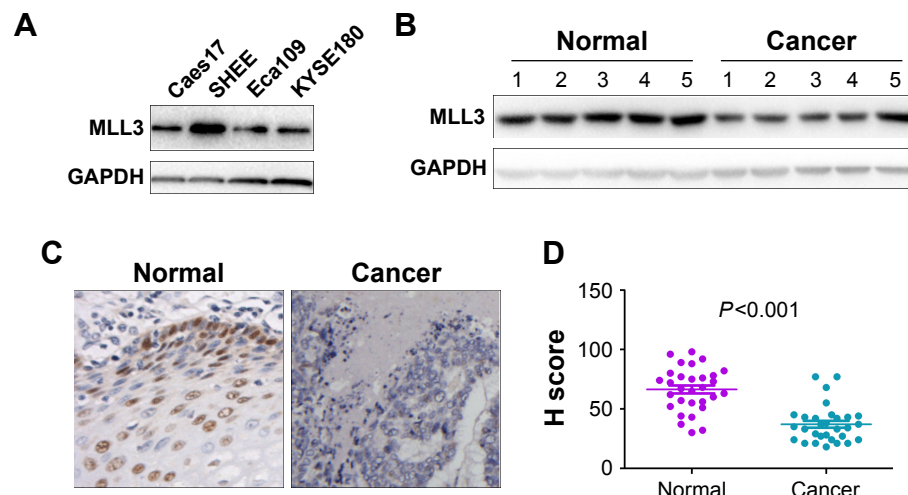 A
Caes17 SHEE Eca109 KYSE180
MLL3
GAPDH
B
Normal Cancer
1 2 3 4 5 1 2 3 4 5
MLL3
GAPDH
C
Normal Cancer
D
150
100
50
0
H score
P<0.001
Normal Cancer